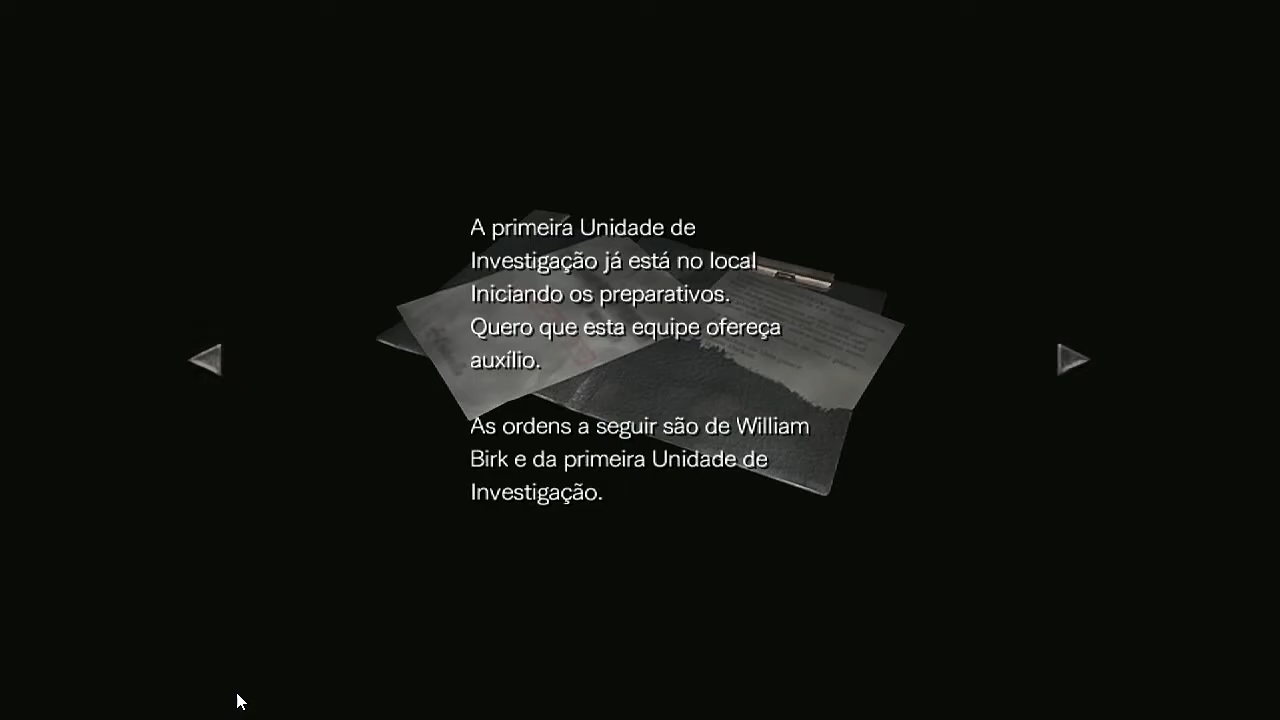 A primeira Unidade de
Investigação já está no local
Iniciando os preparativos.
Quero que esta equipe ofereça
auxílio.
As ordens a seguir são de William
Birk e da primeira Unidade de
Investigação.